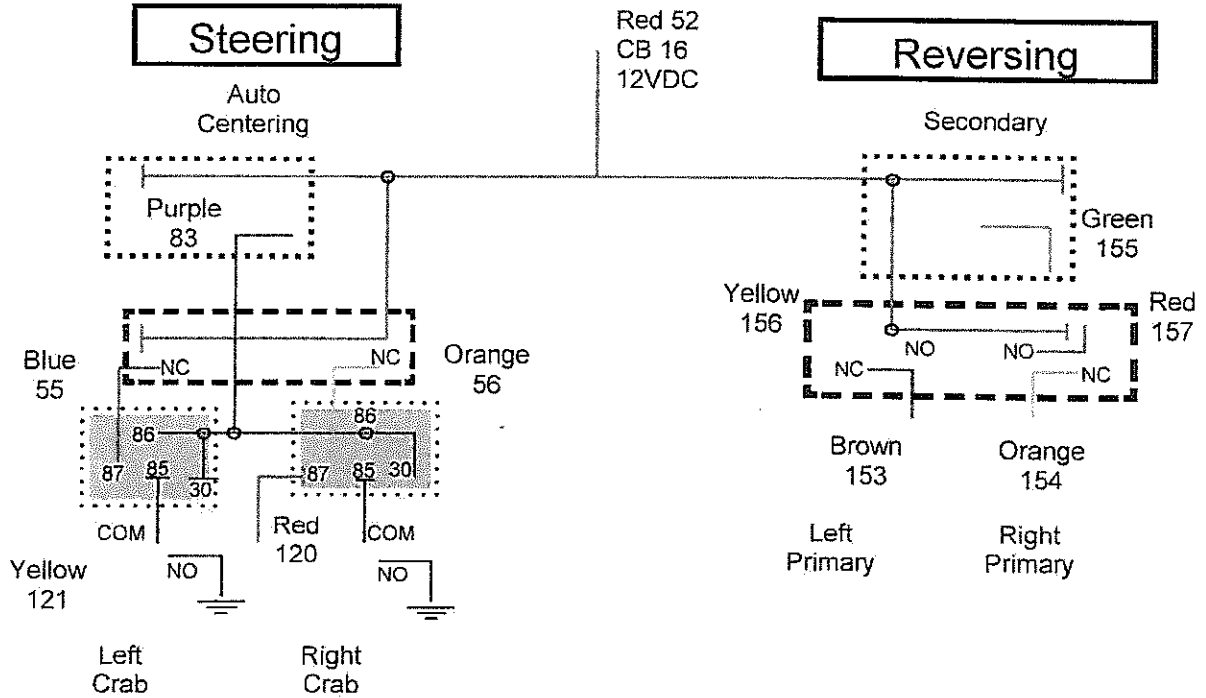 Steering
Red 52
CB 16
12VDC
Reversing
Auto
Centering
Secondary
Purple
83
Green
155
Yellow
156
Red
157
Blue
55
NC
NC
Orange
56
NO
NO
NC
NC
86
86
87
85
30
87
85
30
Brown
153
Orange
154
COM
Red
120
COM
Yellow
121
NO
NO
Left
Primary
Right
Primary
Left
Crab
Right
Crab